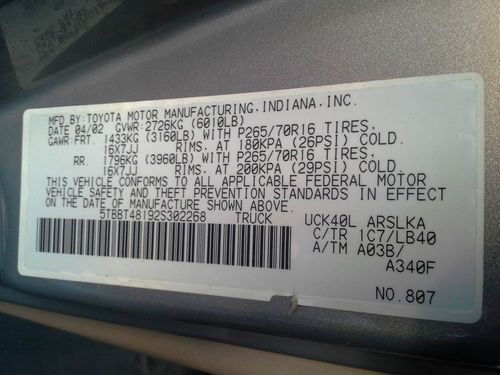 MFD.BY:TOYOTA MOTOR MANUFACTURING,INDIANA,INC.
DATE 04/02 GVWR:2726KG (6010LB)
GAWR:FRT. 1433KG (3160LB) WITH P265/70R16 TIRES.
16X7JJ RIMS. AT 180KPA (26PSI) COLD.
RR. 1796KG (3960LB) WITH P265/70R16 TIRES.
16X7JJ RIMS. AT 200KPA (29PSI) COLD.
THIS VEHICLE CONFORMS TO ALL APPLICABLE FEDERAL MOTOR
VEHICLE SAFETY AND THEFT PREVENTION STANDARDS IN EFFECT
ON THE DATE OF MANUFACTURE SHOWN ABOVE.
5TBBT48192S302268 TRUCK UCK40L ARSLKA
C/TR 1C7/LB40
A/TM A03B/
A340F
NO.807